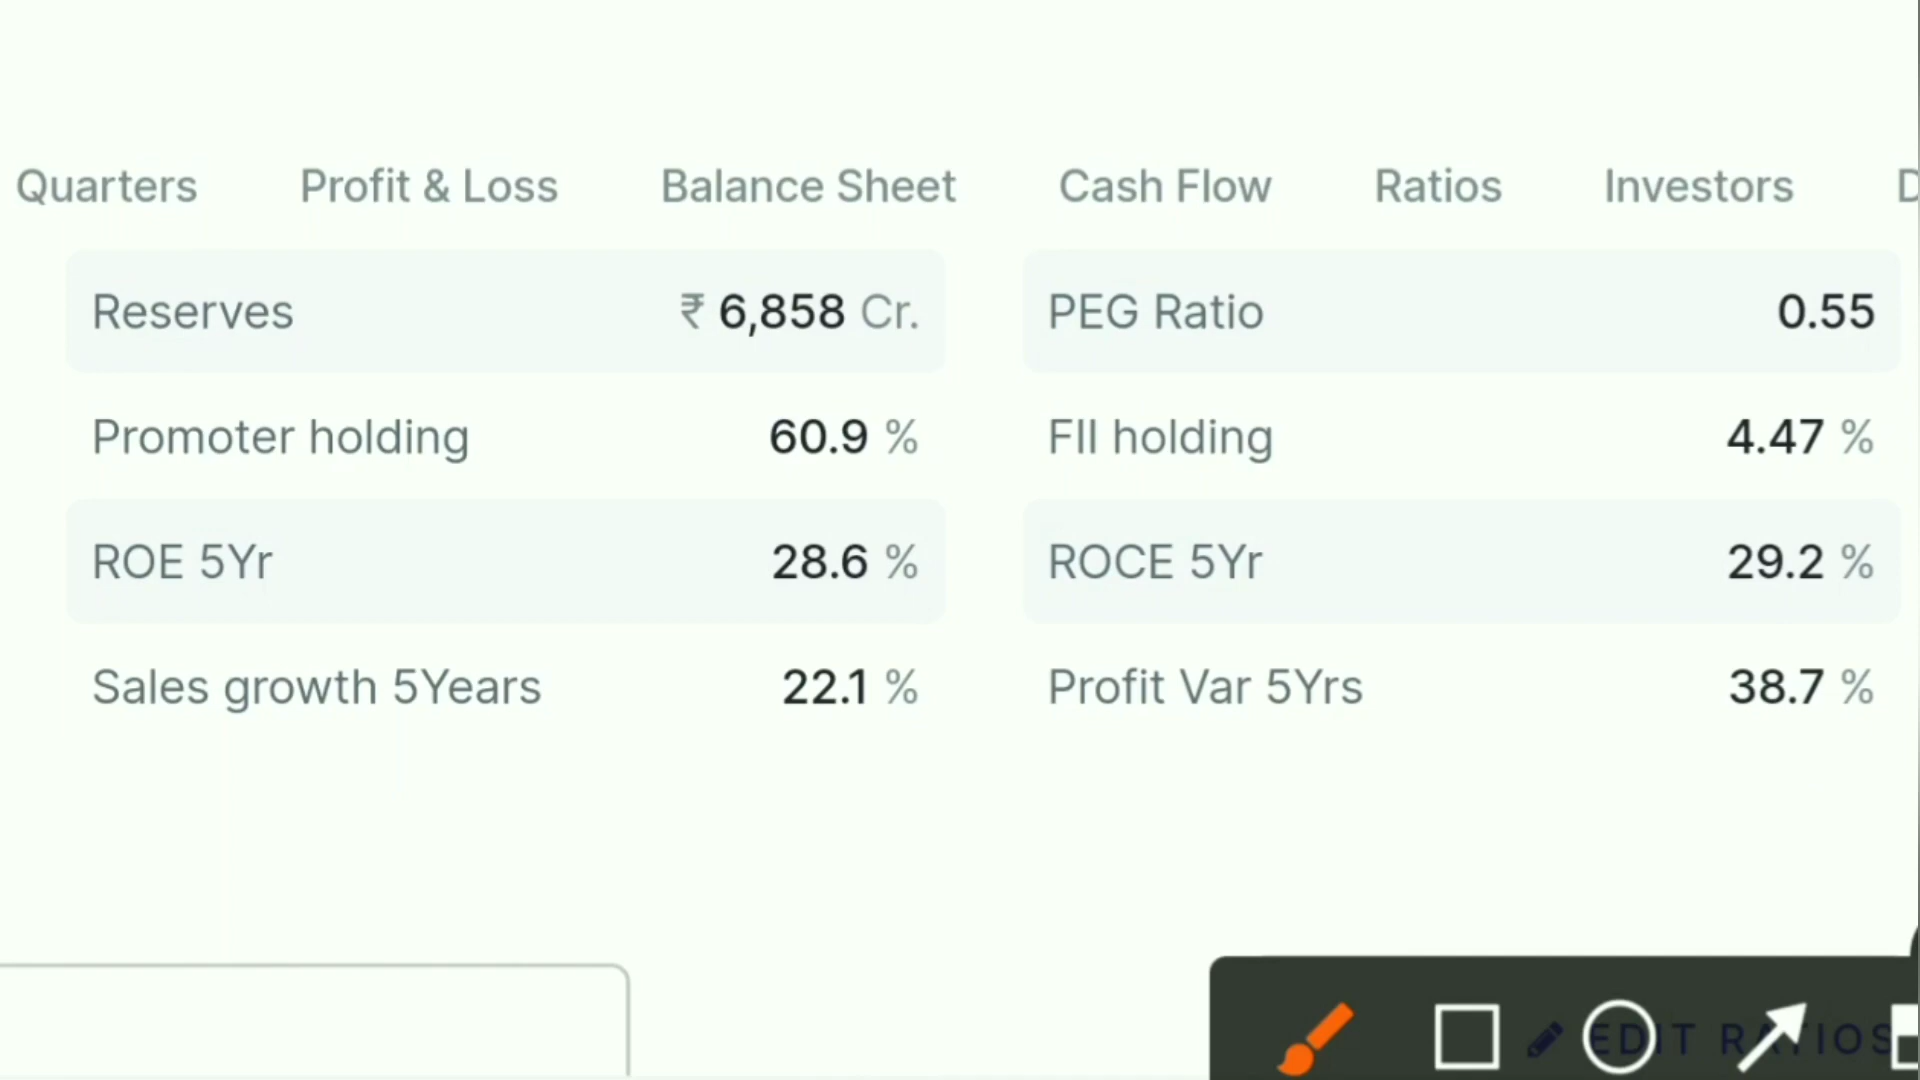 Quarters Profit & Loss Balance Sheet Cash Flow Ratios Investors
Reserves ₹ 6,858 Cr. PEG Ratio 0.55
Promoter holding 60.9 % FII holding 4.47 %
ROE 5Yr 28.6 % ROCE 5Yr 29.2 %
Sales growth 5Years 22.1 % Profit Var 5Yrs 38.7 %
EDIT RATIOS